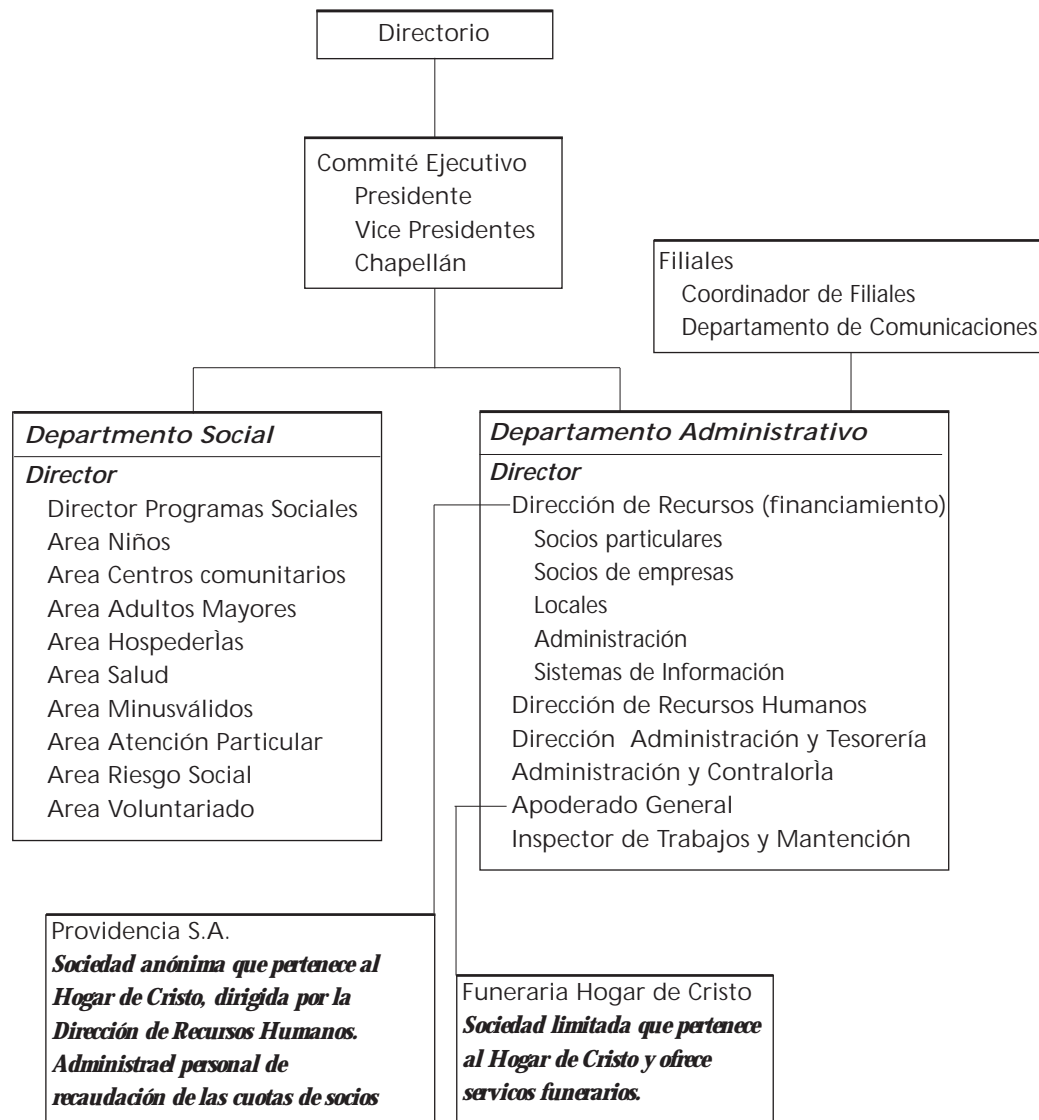 Directorio
Commité Ejecutivo
Presidente
Vice Presidentes
Chapellán
Filiales
Coordinador de Filiales
Departamento de Comunicaciones
Departmento Social
Director
Director Programas Sociales
Area Niños
Area Centros comunitarios
Area Adultos Mayores
Area HospederÌas
Area Salud
Area Minusválidos
Area Atención Particular
Area Riesgo Social
Area Voluntariado
Departamento Administrativo
Director
Dirección de Recursos (financiamiento)
Socios particulares
Socios de empresas
Locales
Administración
Sistemas de Información
Dirección de Recursos Humanos
Dirección Administración y Tesorería
Administración y ContralorÌa
Apoderado General
Inspector de Trabajos y Mantención
Providencia S.A.
Sociedad anónima que pertenece al
Hogar de Cristo, dirigida por la
Dirección de Recursos Humanos.
Administrael personal de
recaudación de las cuotas de socios
Funeraria Hogar de Cristo
Sociedad limitada que pertenece
al Hogar de Cristo y ofrece
servicos funerarios.